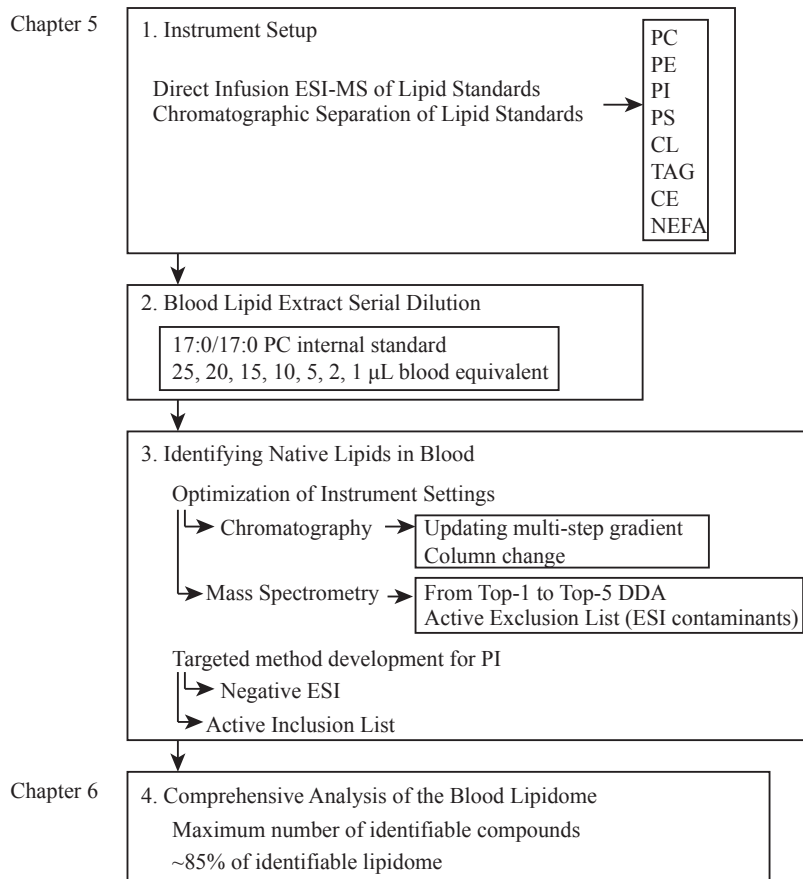 Chapter 5
1. Instrument Setup
Direct Infusion ESI-MS of Lipid Standards
Chromatographic Separation of Lipid Standards
PC
PE
PI
PS
CL
TAG
CE
NEFA
2. Blood Lipid Extract Serial Dilution
17:0/17:0 PC internal standard
25, 20, 15, 10, 5, 2, 1 μL blood equivalent
3. Identifying Native Lipids in Blood
Optimization of Instrument Settings
Chromatography
Updating multi-step gradient
Column change
Mass Spectrometry
From Top-1 to Top-5 DDA
Active Exclusion List (ESI contaminants)
Targeted method development for PI
Negative ESI
Active Inclusion List
Chapter 6
4. Comprehensive Analysis of the Blood Lipidome
Maximum number of identifiable compounds
~85% of identifiable lipidome